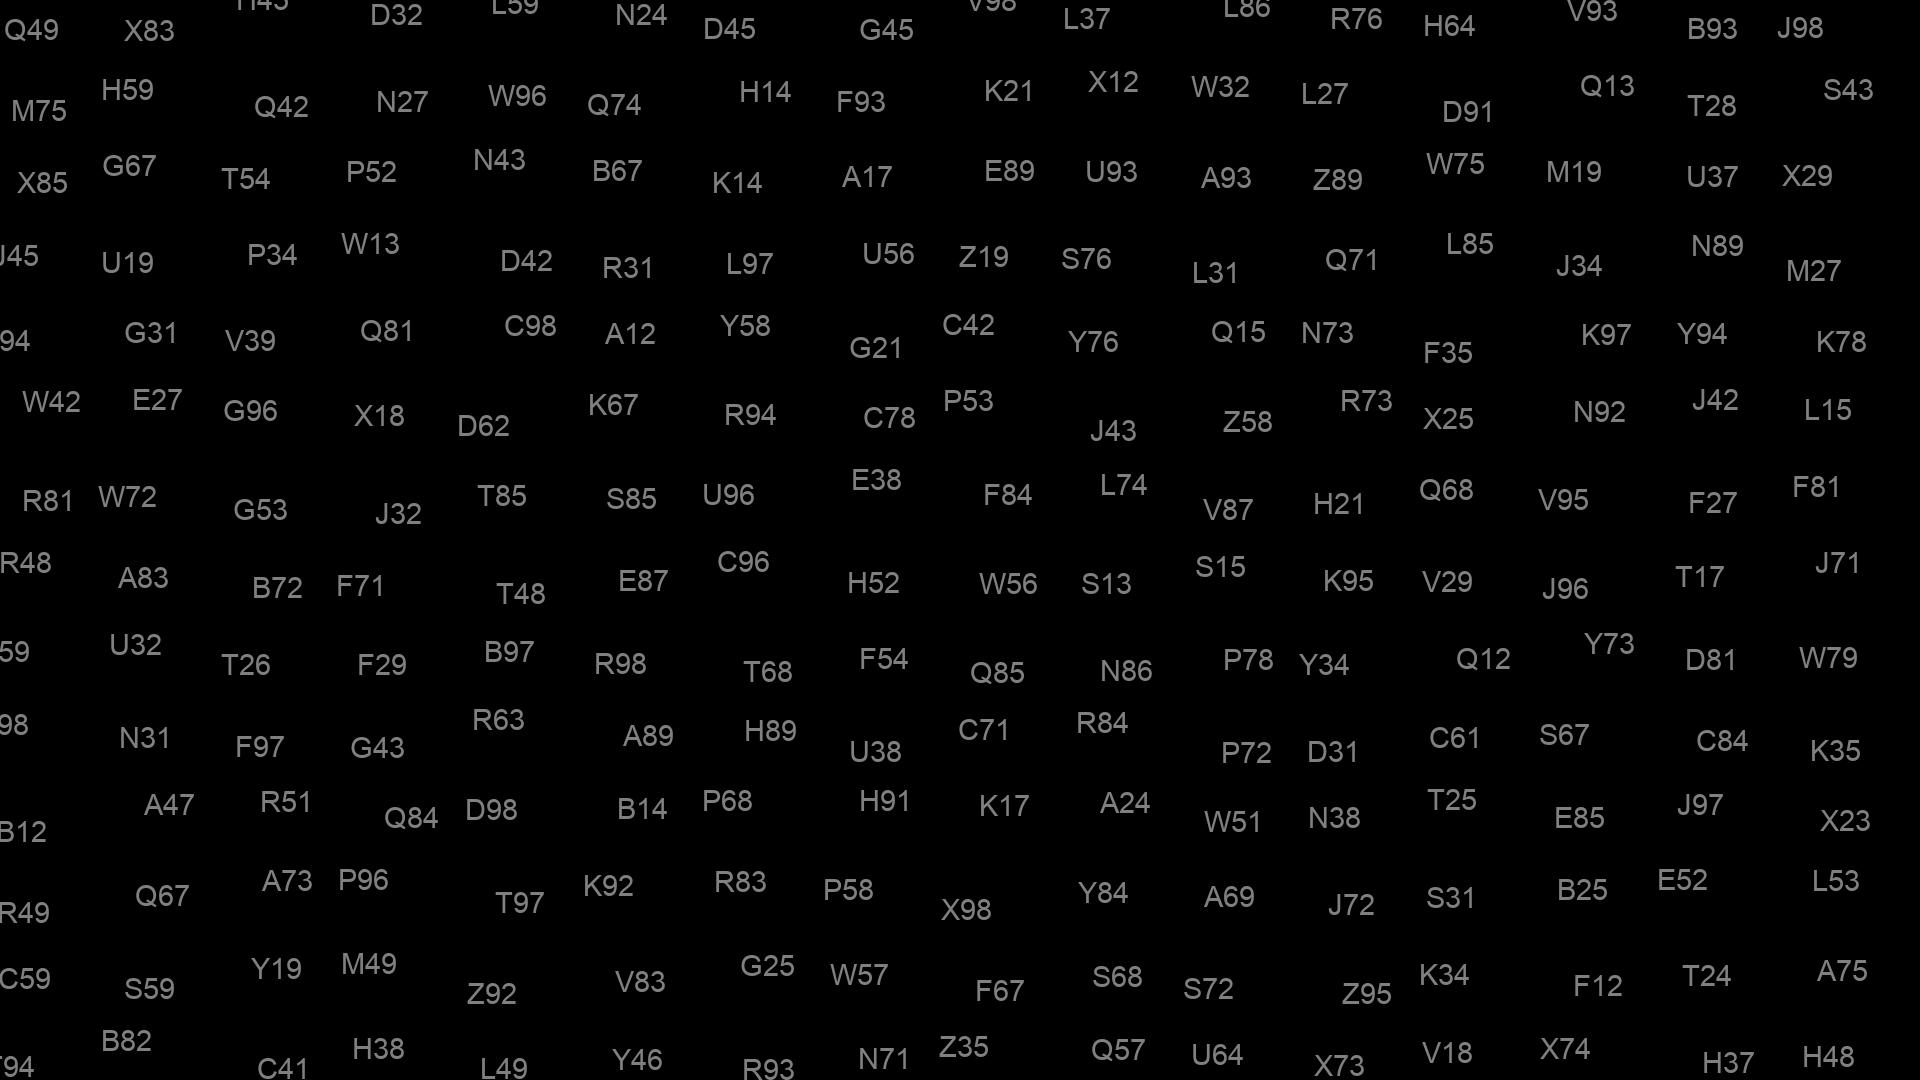 Q49 X83 H43 D32 L59 N24 D45 G45 V98 L37 L86 R76 H64 V93 B93 J98
M75 H59 Q42 N27 W96 Q74 H14 F93 K21 X12 W32 L27 D91 Q13 T28 S43
X85 G67 T54 P52 N43 B67 K14 A17 E89 U93 A93 Z89 W75 M19 U37 X29
J45 U19 P34 W13 D42 R31 L97 U56 Z19 S76 L31 Q71 L85 J34 N89 M27
94 G31 V39 Q81 C98 A12 Y58 G21 C42 Y76 Q15 N73 F35 K97 Y94 K78
W42 E27 G96 X18 D62 K67 R94 C78 P53 J43 Z58 R73 X25 N92 J42 L15
R81 W72 G53 J32 T85 S85 U96 E38 F84 L74 V87 H21 Q68 V95 F27 F81
R48 A83 B72 F71 T48 E87 C96 H52 W56 S13 S15 K95 V29 J96 T17 J71
59 U32 T26 F29 B97 R98 T68 F54 Q85 N86 P78 Y34 Q12 Y73 D81 W79
98 N31 F97 G43 R63 A89 H89 U38 C71 R84 P72 D31 C61 S67 C84 K35
B12 A47 R51 Q84 D98 B14 P68 H91 K17 A24 W51 N38 T25 E85 J97 X23
R49 Q67 A73 P96 T97 K92 R83 P58 X98 Y84 A69 J72 S31 B25 E52 L53
C59 S59 Y19 M49 Z92 V83 G25 W57 F67 S68 S72 Z95 K34 F12 T24 A75
94 B82 C41 H38 L49 Y46 R93 N71 Z35 Q57 U64 X73 V18 X74 H37 H48